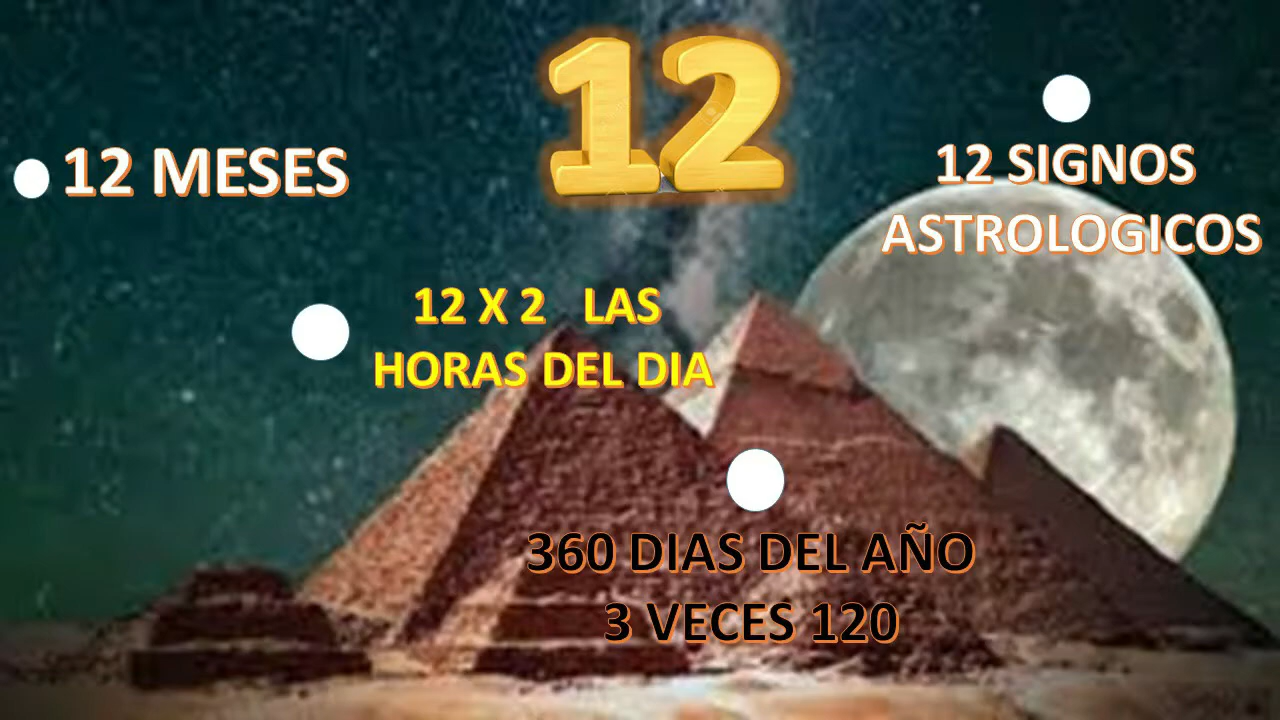 12
12 MESES
12 SIGNOS
ASTROLOGICOS
12 X 2 LAS
HORAS DEL DIA
360 DIAS DEL AÑO
3 VECES 120